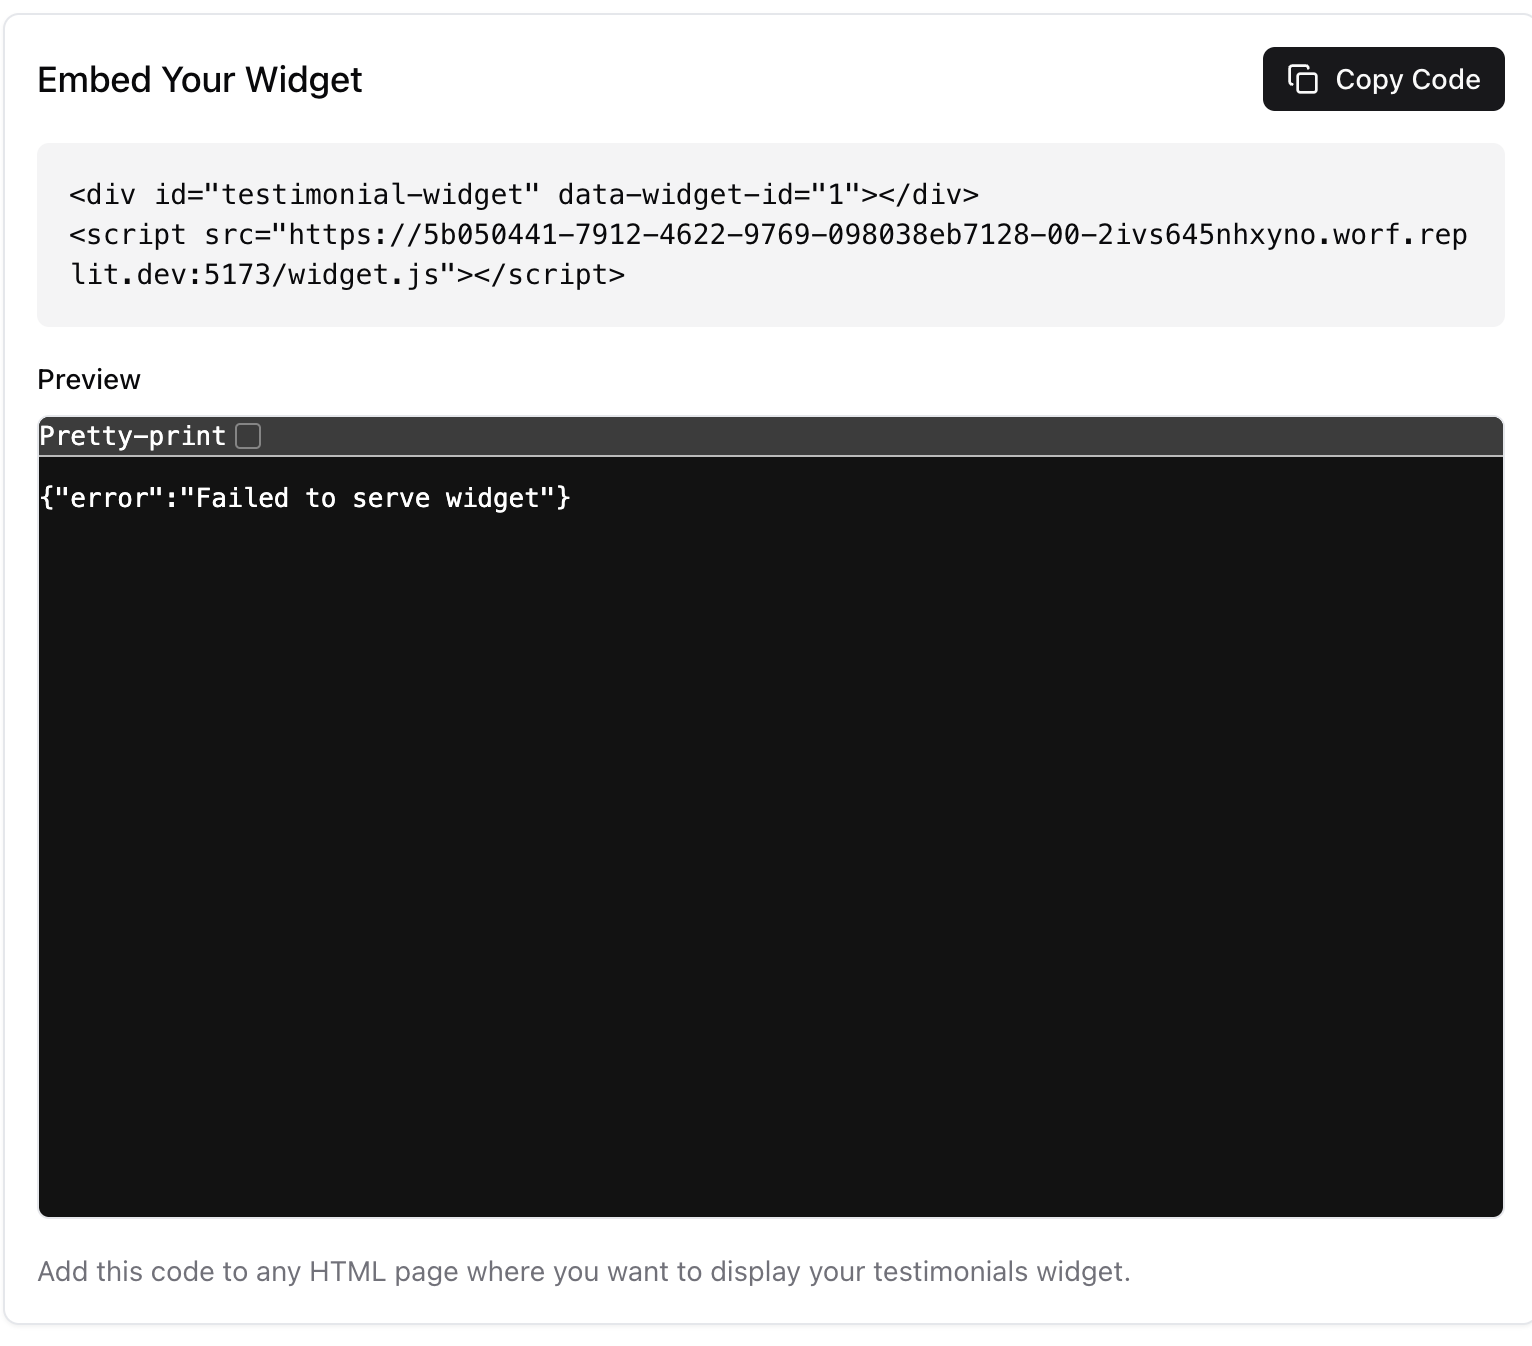 Embed Your Widget
Copy Code
<div id="testimonial-widget" data-widget-id="1"></div>
<script src="https://5b050441-7912-4622-9769-098038eb7128-00-2ivs645nhxyno.worf.rep
lit.dev:5173/widget.js"></script>
Preview
Pretty-print
{"error":"Failed to serve widget"}
Add this code to any HTML page where you want to display your testimonials widget.